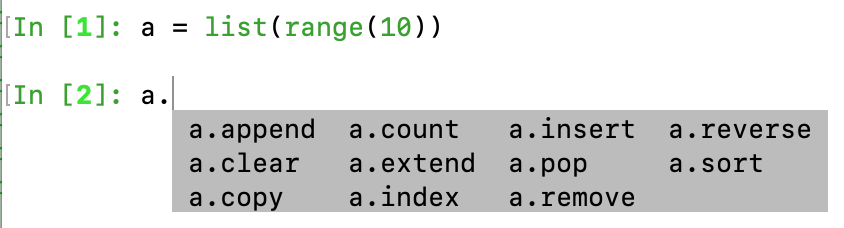 In [1]: a = list(range(10))
In [2]: a.
a.append a.count a.insert a.reverse
a.clear a.extend a.pop a.sort
a.copy a.index a.remove